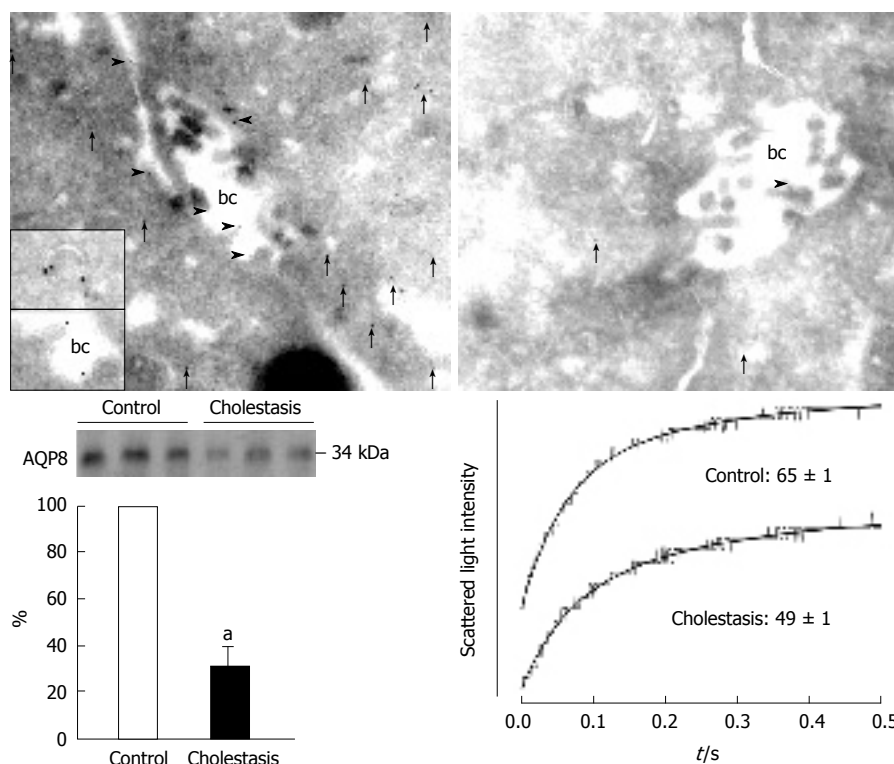 bc
bc
bc
Control Cholestasis
AQP8
34 kDa
100
80
60
40
20
0
%
a
Control Cholestasis
Scattered light intensity
Control: 65 ± 1
Cholestasis: 49 ± 1
0.0 0.1 0.2 0.3 0.4 0.5
t/s